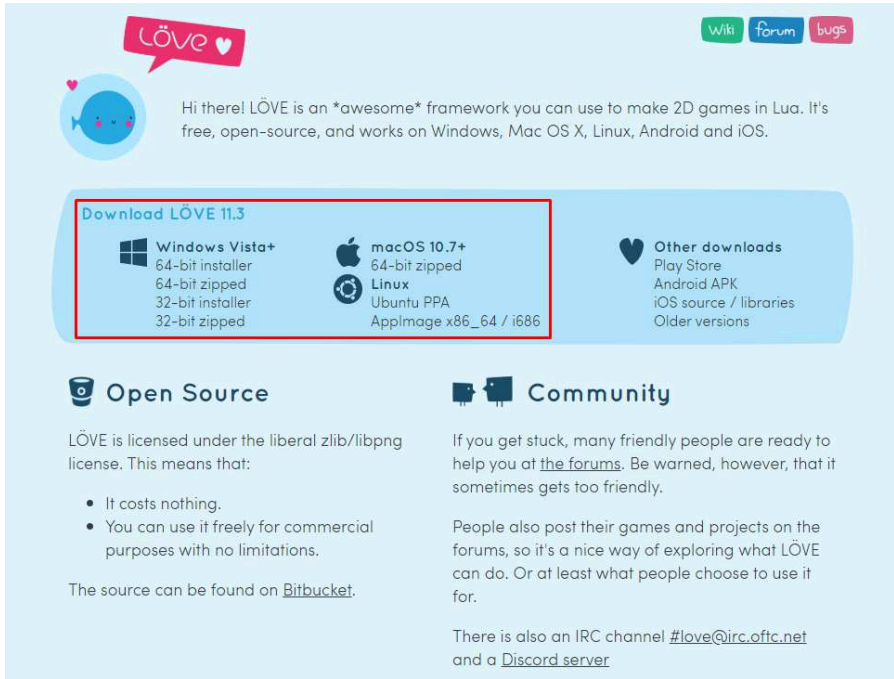 LÖVE
Wiki forum bugs
Hi there! LÖVE is an *awesome* framework you can use to make 2D games in Lua. It's
free, open-source, and works on Windows, Mac OS X, Linux, Android and iOS.
Download LÖVE 11.3
Windows Vista+
64-bit installer
64-bit zipped
32-bit installer
32-bit zipped
macOS 10.7+
64-bit zipped
Linux
Ubuntu PPA
AppImage x86_64 / i686
Other downloads
Play Store
Android APK
iOS source / libraries
Older versions
Open Source
LÖVE is licensed under the liberal zlib/libpng
license. This means that:
• It costs nothing.
• You can use it freely for commercial
purposes with no limitations.
The source can be found on Bitbucket.
Community
If you get stuck, many friendly people are ready to
help you at the forums. Be warned, however, that it
sometimes gets too friendly.
People also post their games and projects on the
forums, so it's a nice way of exploring what LÖVE
can do. Or at least what people choose to use it
for.
There is also an IRC channel #love@irc.oftc.net
and a Discord server